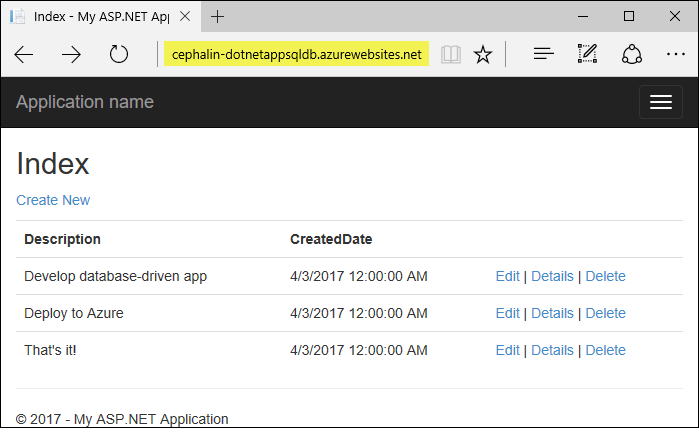 Index - My ASP.NET App
cephalin-dotnetappsqldb.azurewebsites.net
Application name
Index
Create New
Description CreatedDate
Develop database-driven app 4/3/2017 12:00:00 AM Edit | Details | Delete
Deploy to Azure 4/3/2017 12:00:00 AM Edit | Details | Delete
That's it! 4/3/2017 12:00:00 AM Edit | Details | Delete
© 2017 - My ASP.NET Application